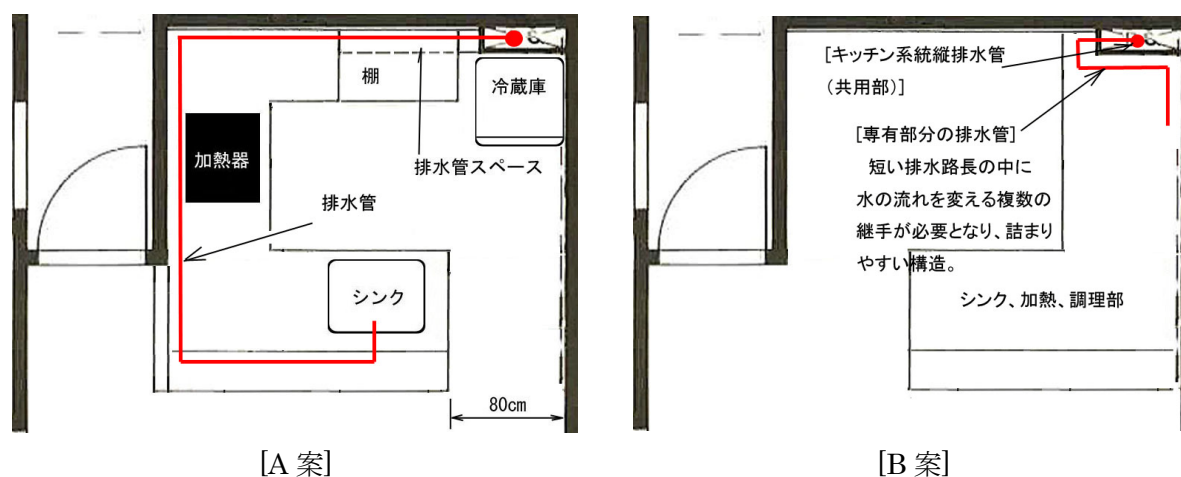 棚
冷蔵庫
加熱器
排水管スペース
排水管
シンク
80cm
[A 案]
[キッチン系統縦排水管
（共用部）]
[専有部分の排水管]
短い排水路長の中に
水の流れを変える複数の
継手が必要となり、詰まり
やすい構造。
シンク、加熱、調理部
[B 案]